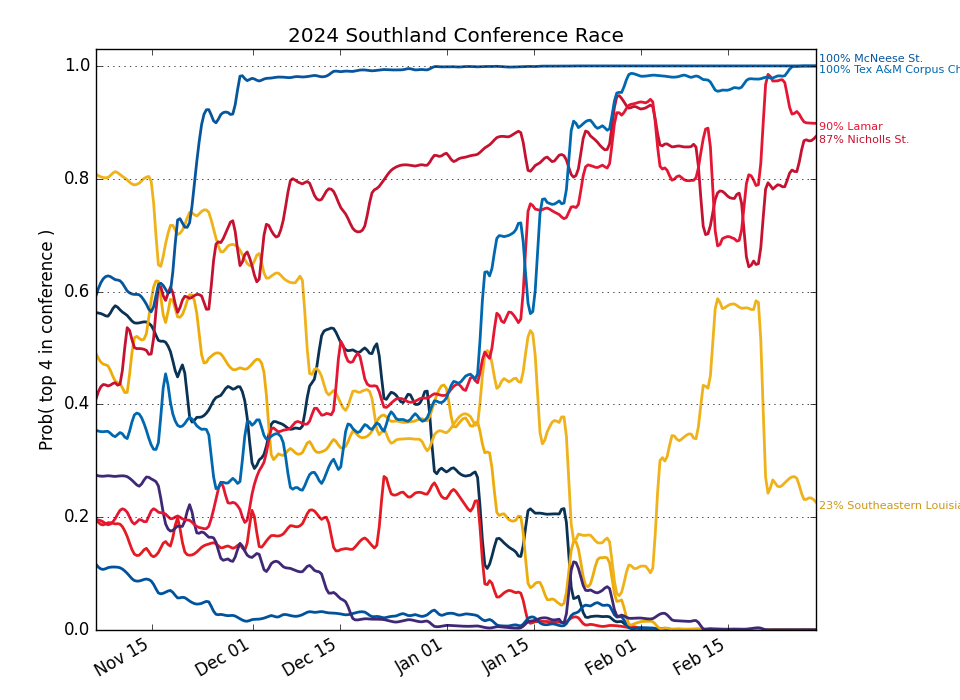 2024 Southland Conference Race
Prob( top 4 in conference )
1.0
0.8
0.6
0.4
0.2
0.0
Nov 15
Dec 01
Dec 15
Jan 01
Jan 15
Feb 01
Feb 15
100% McNeese St.
100% Tex A&M Corpus Ch
90% Lamar
87% Nicholls St.
23% Southeastern Louisia